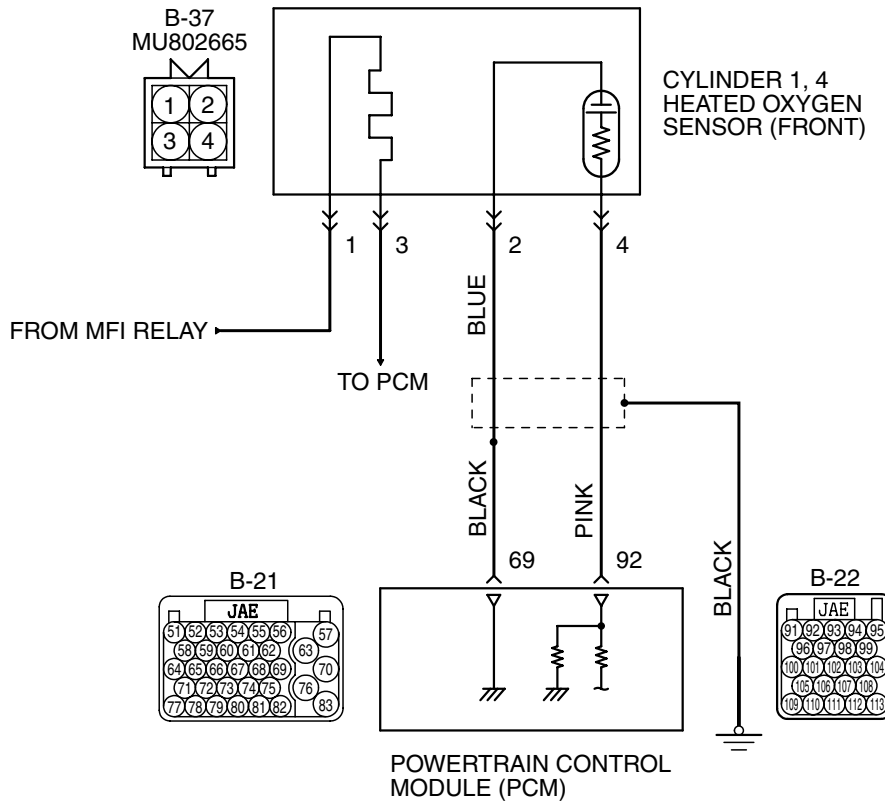 B-37
MU802665
1 2
3 4
CYLINDER 1, 4
HEATED OXYGEN
SENSOR (FRONT)
1 3 2 4
BLUE
FROM MFI RELAY
TO PCM
BLACK
PINK
BLACK
69 92
B-21
JAE
51 52 53 54 55 56 57
58 59 60 61 62 63
64 65 66 67 68 69 70
71 72 73 74 75 76
77 78 79 80 81 82 83
B-22
JAE
91 92 93 94 95
96 97 98 99
100 101 102 103 104
105 106 107 108
109 110 111 112 113
POWERTRAIN CONTROL
MODULE (PCM)